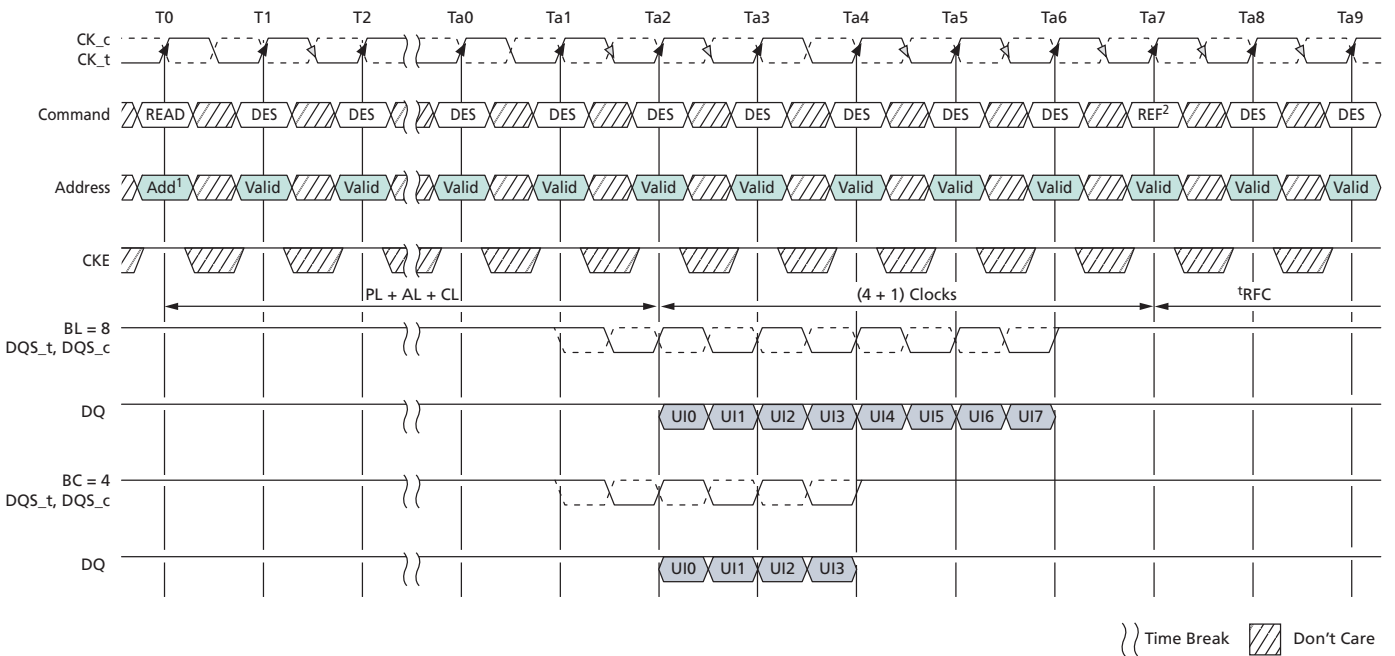 T0 T1 T2 Ta0 Ta1 Ta2 Ta3 Ta4 Ta5 Ta6 Ta7 Ta8 Ta9
CK_c
CK_t
Command READ DES DES DES DES DES DES DES DES DES REF2 DES DES
Address Add1 Valid Valid Valid Valid Valid Valid Valid Valid Valid Valid Valid Valid
CKE
PL + AL + CL (4 + 1) Clocks tRFC
BL = 8
DQS_t, DQS_c
DQ UI0 UI1 UI2 UI3 UI4 UI5 UI6 UI7
BC = 4
DQS_t, DQS_c
DQ UI0 UI1 UI2 UI3
Time Break Don't Care